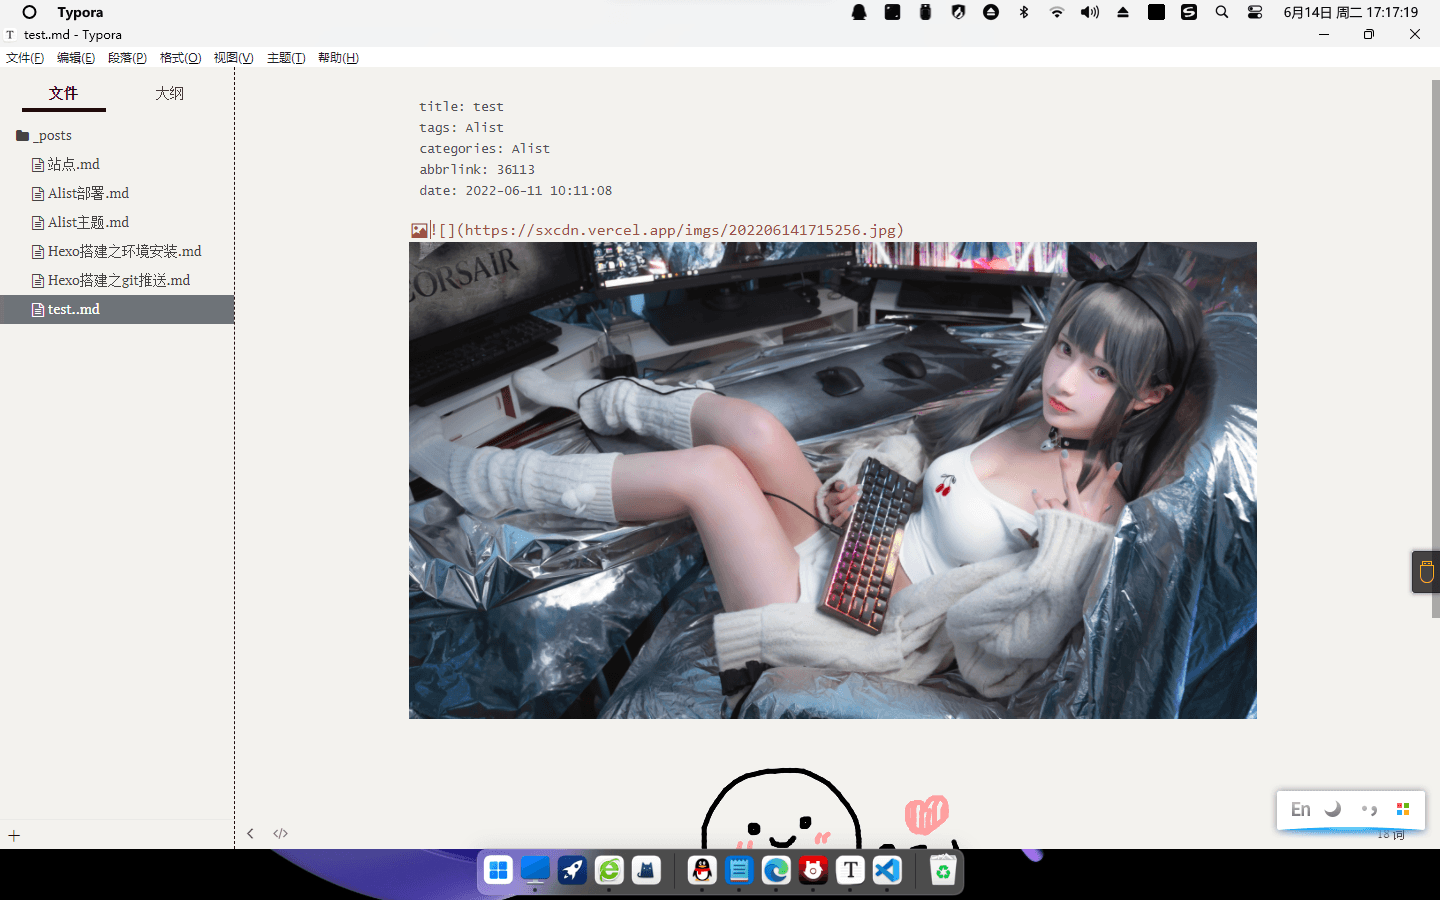 Typora
6月14日 周二 17:17:19
T test..md - Typora
文件(F) 编辑(E) 段落(P) 格式(O) 视图(V) 主题(T) 帮助(H)
文件 大纲
_posts
站点.md
Alist部署.md
Alist主题.md
Hexo搭建之环境安装.md
Hexo搭建之git推送.md
test..md
title: test
tags: Alist
categories: Alist
abbrlink: 36113
date: 2022-06-11 10:11:08
![](https://sxcdn.vercel.app/imgs/202206141715256.jpg)
CORSAIR
En
18 词
T